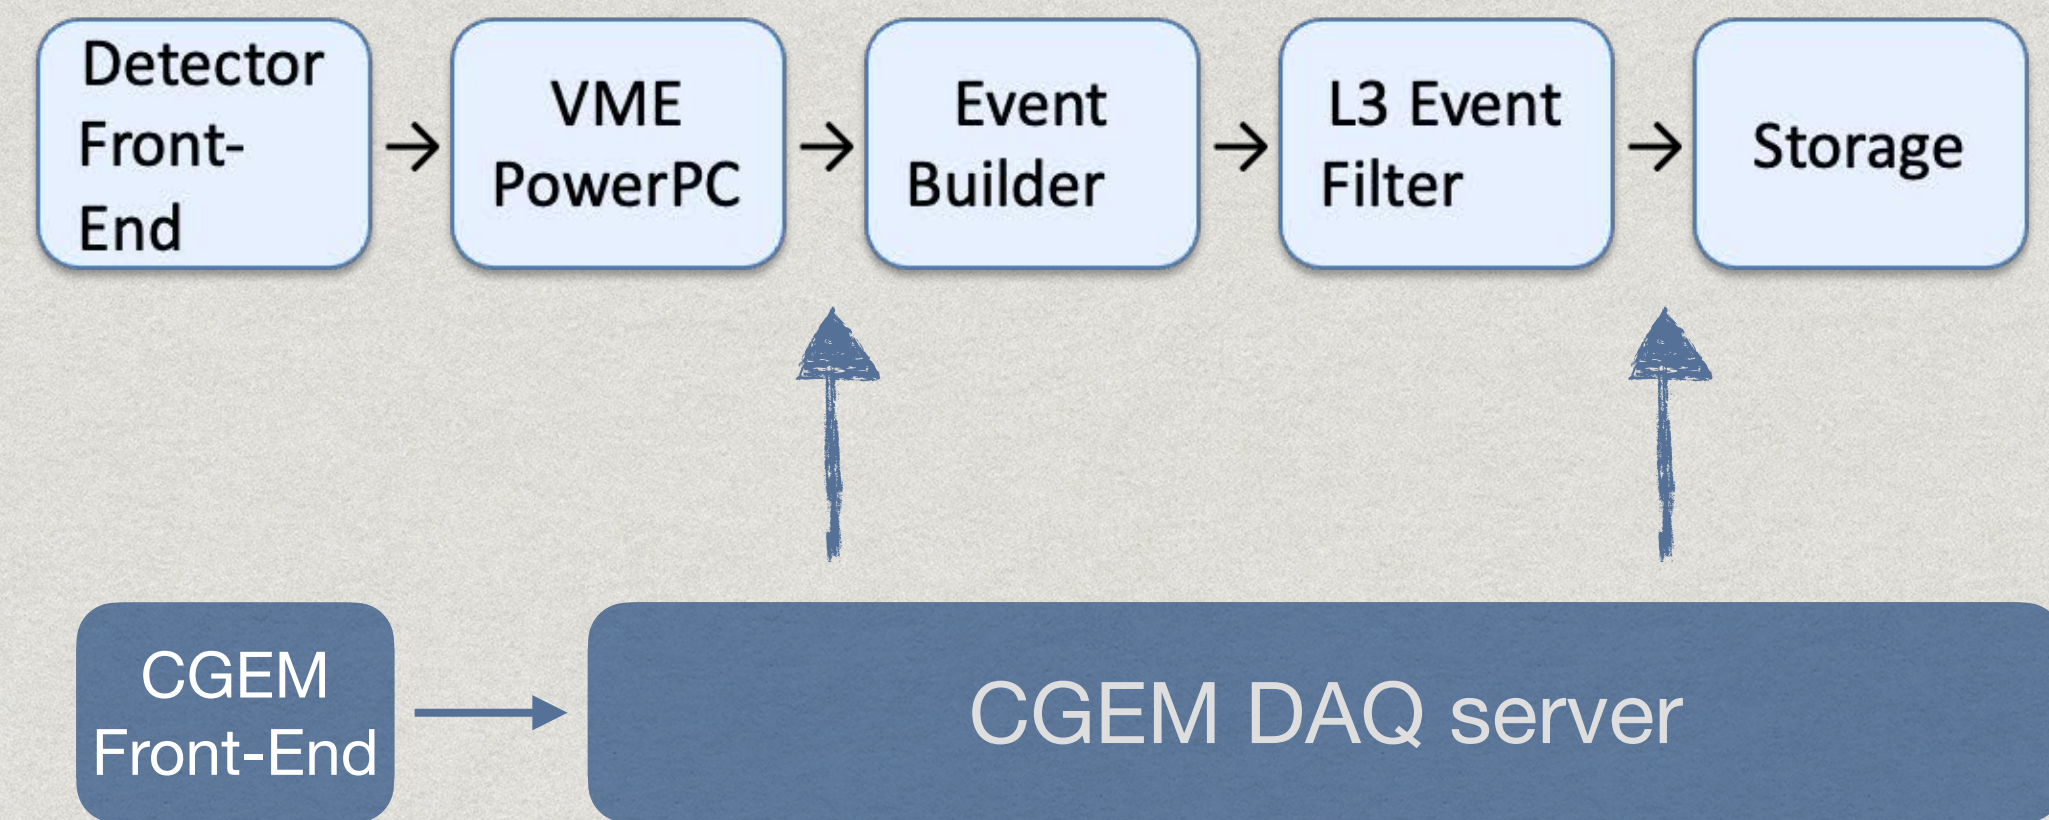 Detector
Front-
End
→
VME
PowerPC
→
Event
Builder
→
L3 Event
Filter
→
Storage
CGEM
Front-End
CGEM DAQ server